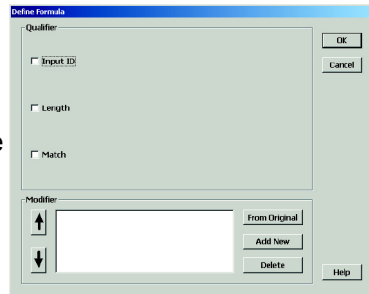 Define Formula
Qualifier
OK
Input ID
Cancel
Length
e
Match
Modifier
From Original
Add New
Delete
Help